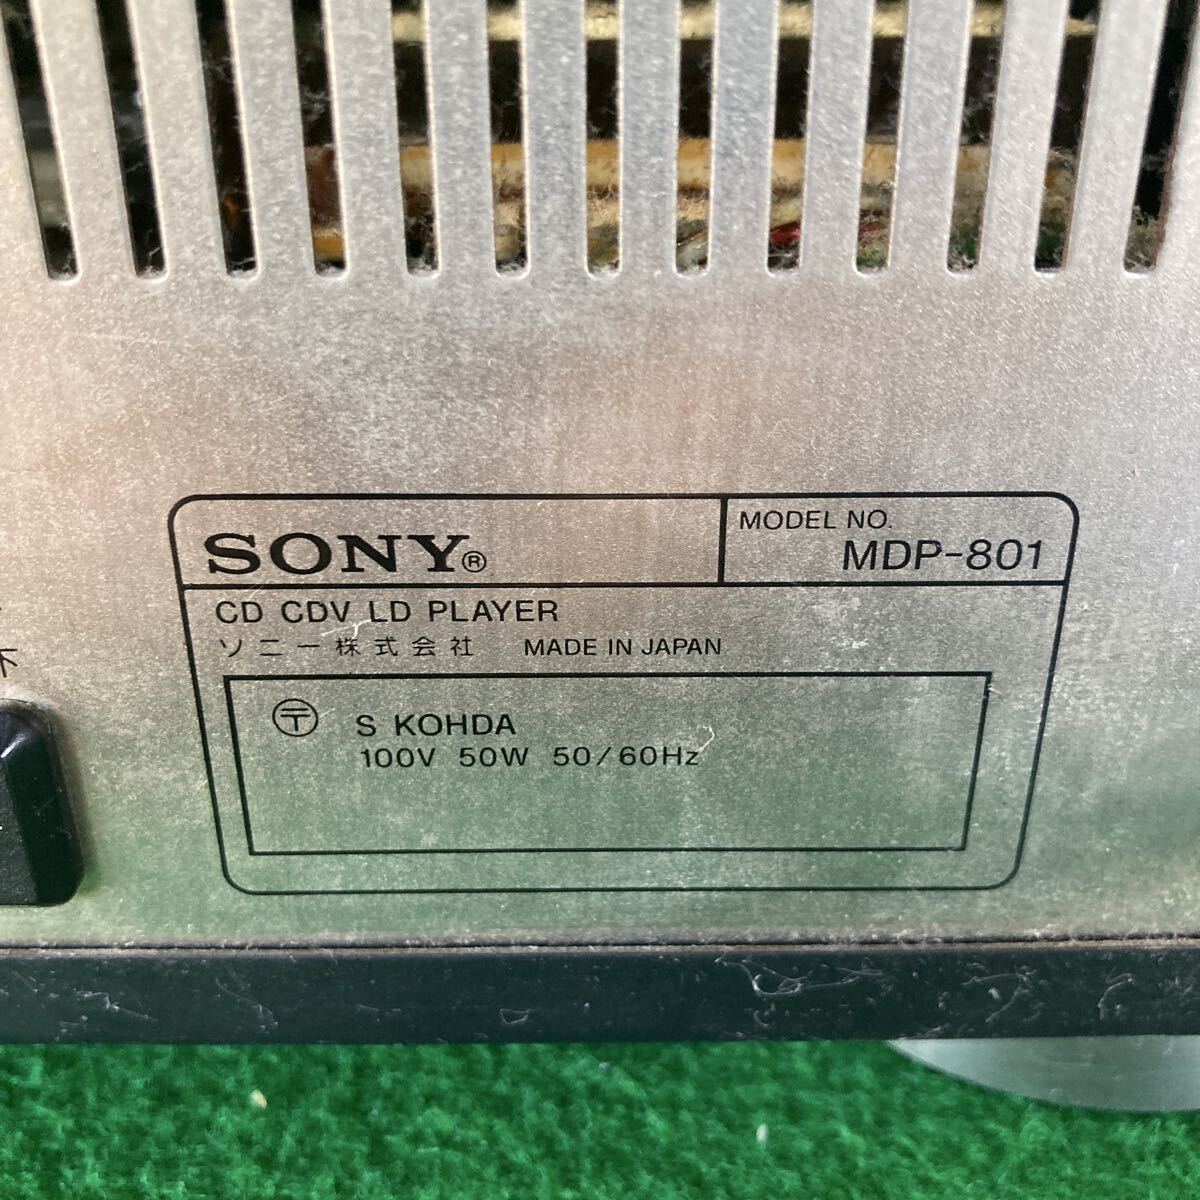 SONY®
MODEL NO.
MDP-801
CD CDV LD PLAYER
ソニー株式会社 MADE IN JAPAN
〶 S KOHDA
100V 50W 50/60Hz